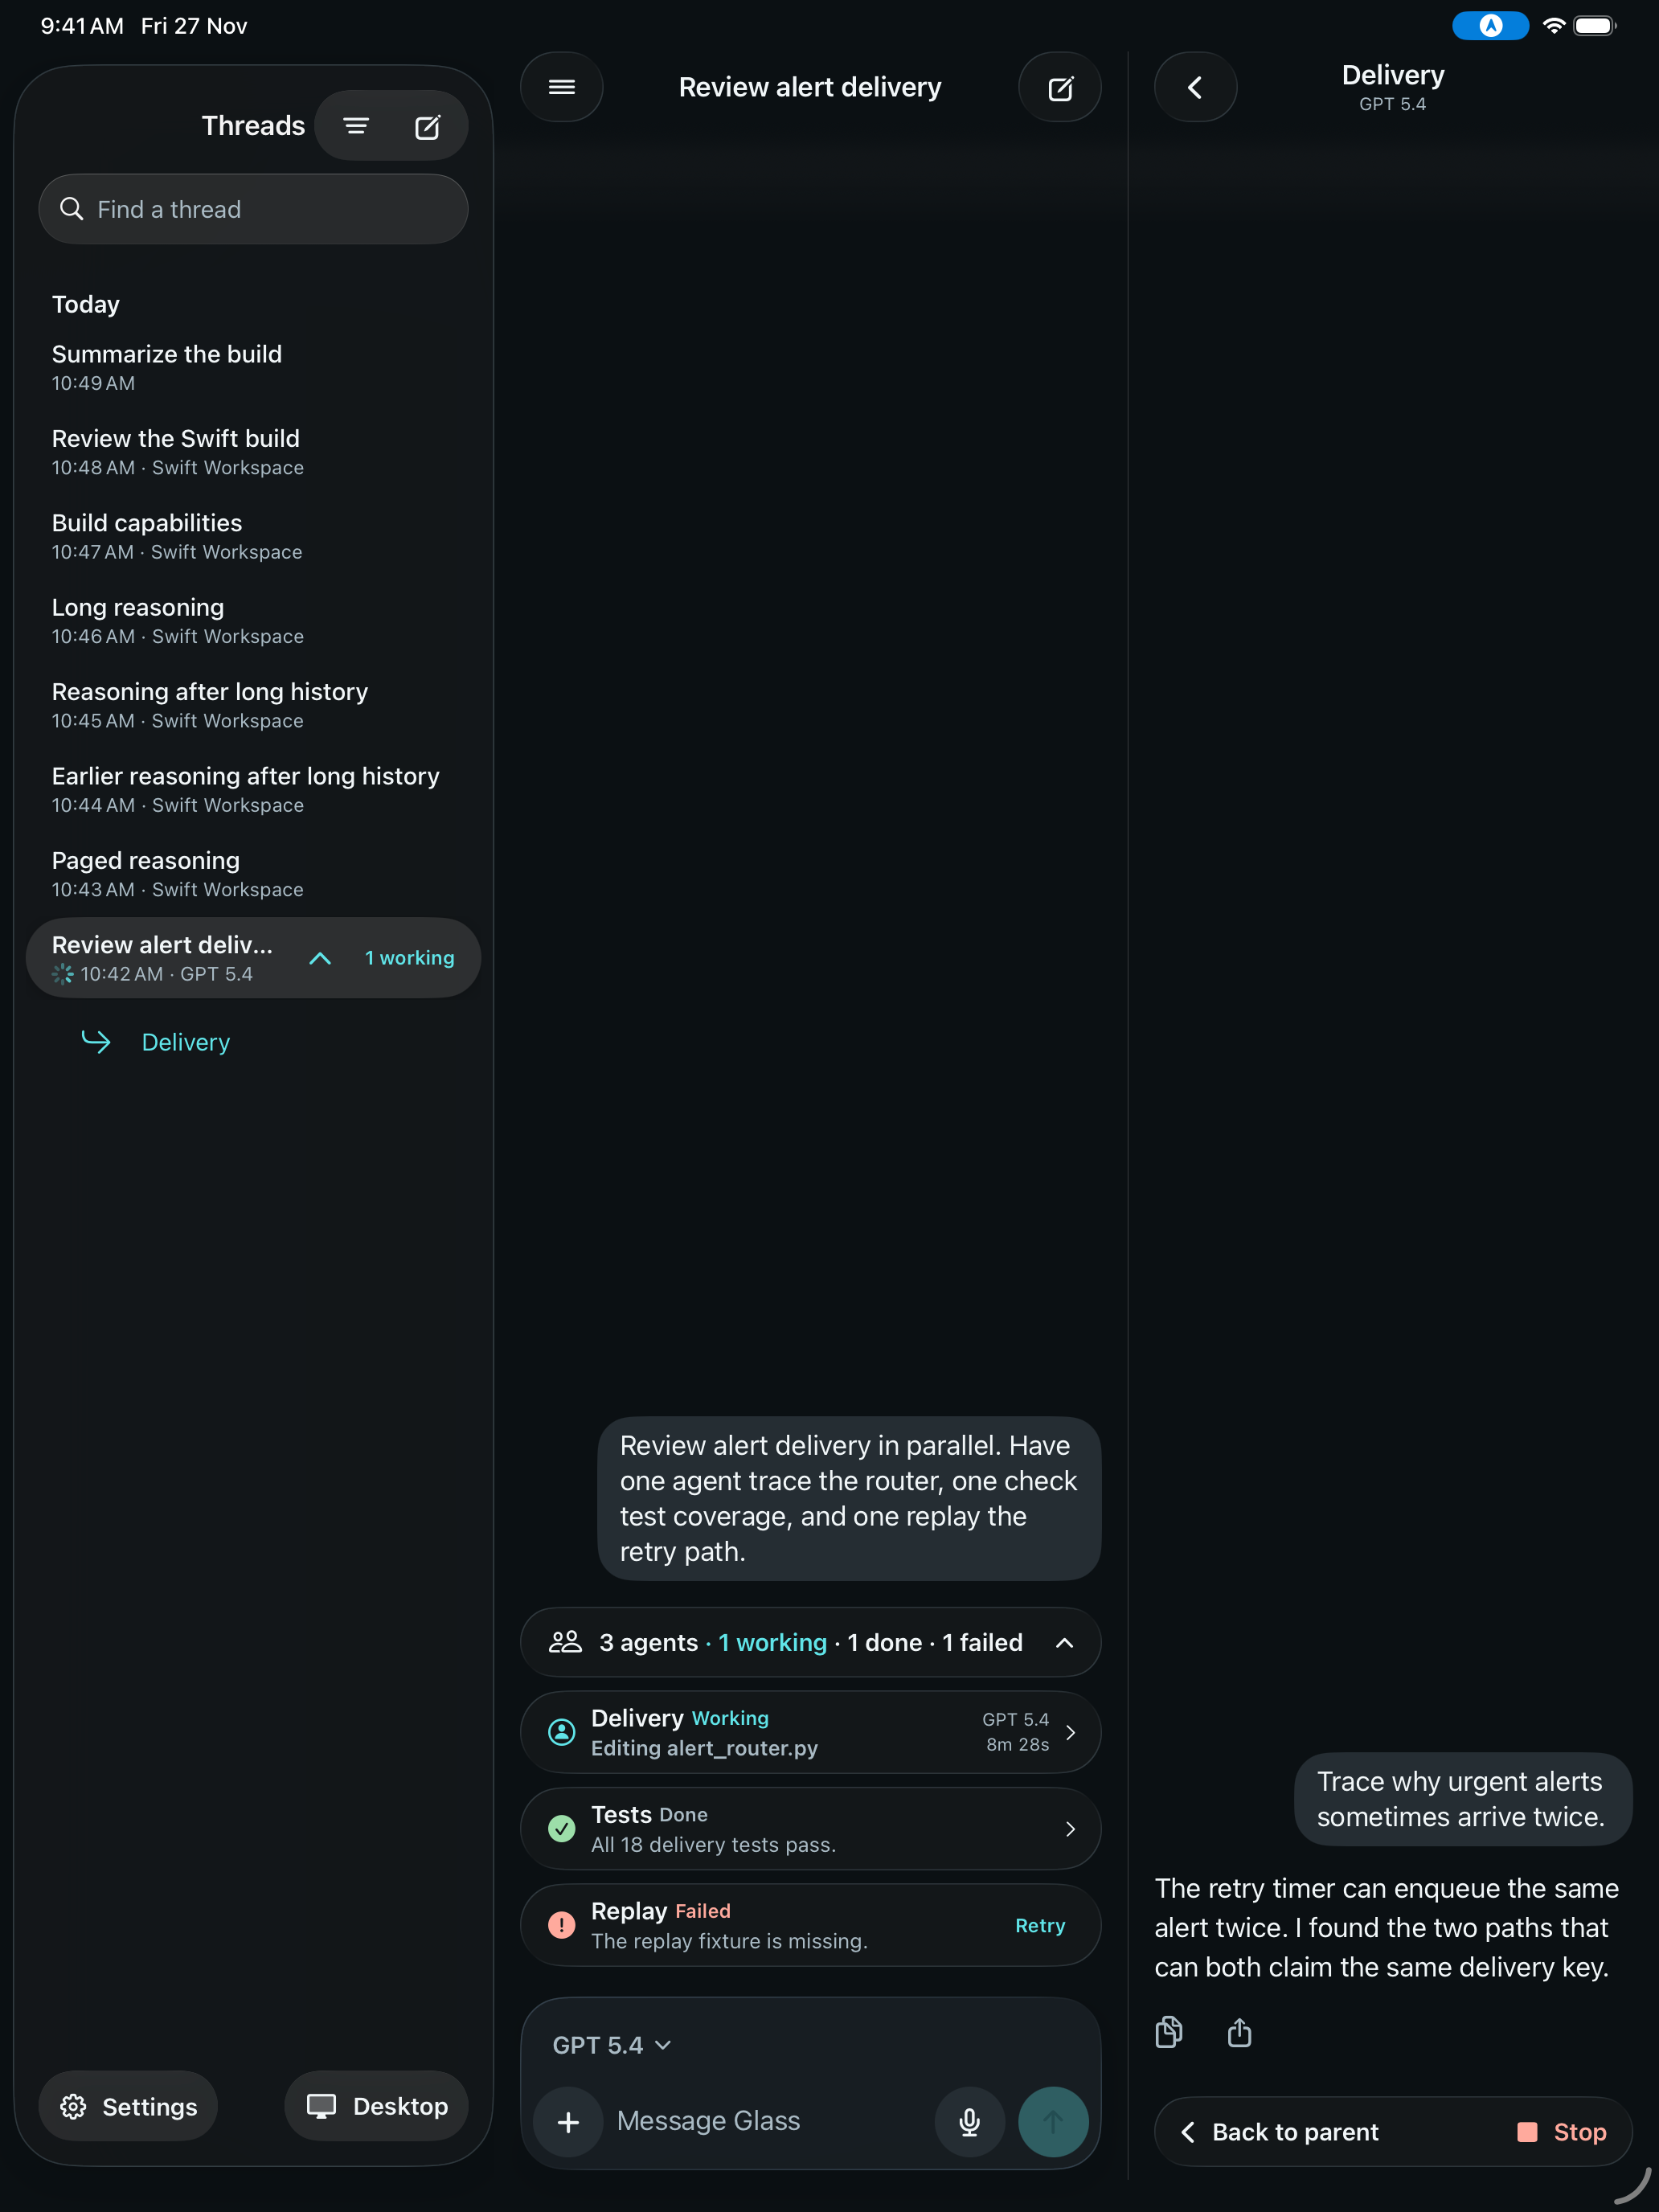 9:41 AM Fri 27 Nov
Threads
Find a thread
Today
Summarize the build
10:49 AM
Review the Swift build
10:48 AM · Swift Workspace
Build capabilities
10:47 AM · Swift Workspace
Long reasoning
10:46 AM · Swift Workspace
Reasoning after long history
10:45 AM · Swift Workspace
Earlier reasoning after long history
10:44 AM · Swift Workspace
Paged reasoning
10:43 AM · Swift Workspace
Review alert deliv...
1 working
10:42 AM · GPT 5.4
Delivery
Settings
Desktop
Review alert delivery
Review alert delivery in parallel. Have
one agent trace the router, one check
test coverage, and one replay the
retry path.
3 agents · 1 working · 1 done · 1 failed
Delivery Working
Editing alert_router.py
GPT 5.4
8m 28s
Tests Done
All 18 delivery tests pass.
Replay Failed
The replay fixture is missing.
Retry
GPT 5.4
Message Glass
Delivery
GPT 5.4
Trace why urgent alerts
sometimes arrive twice.
The retry timer can enqueue the same
alert twice. I found the two paths that
can both claim the same delivery key.
Back to parent
Stop